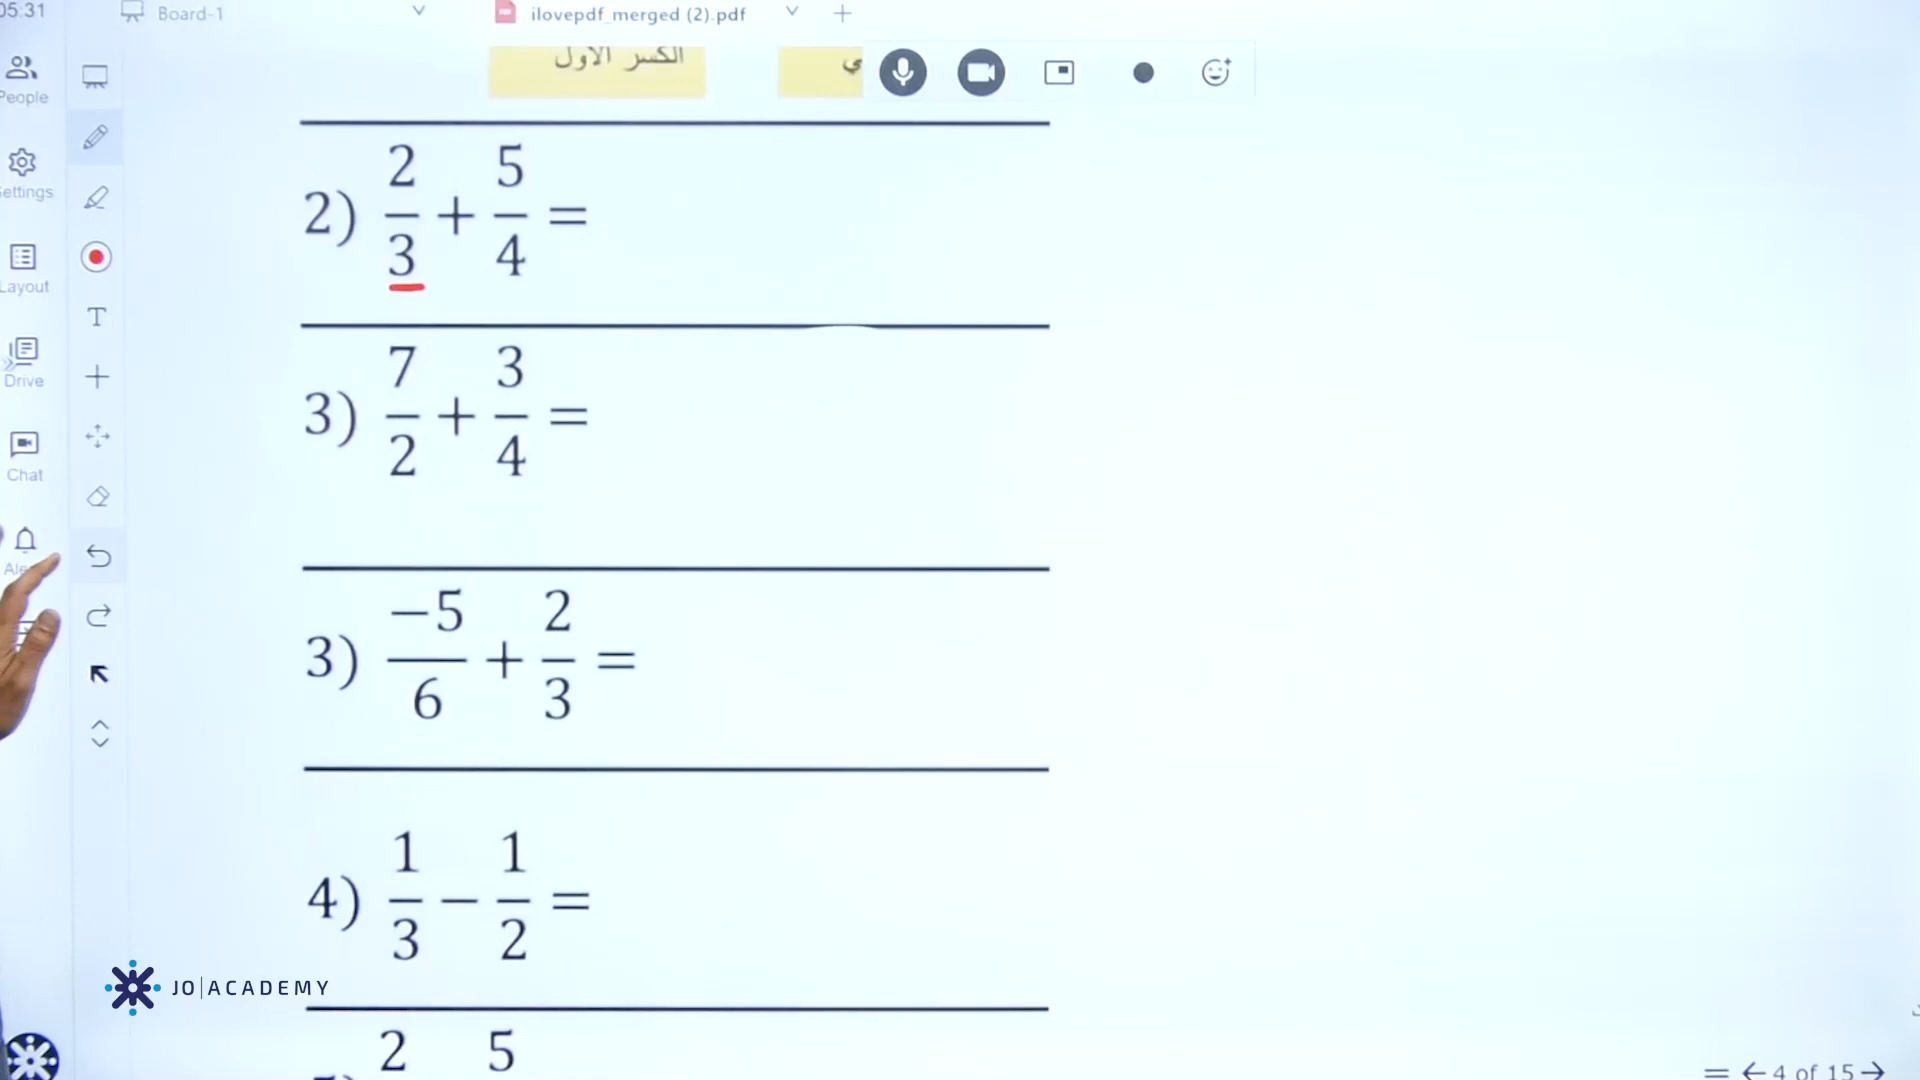 05:31
Board-1
ilovepdf_merged (2).pdf
الكسر الاول
People
Settings
Layout
Drive
Chat
2) 2/3 + 5/4 =
3) 7/2 + 3/4 =
3) -5/6 + 2/3 =
4) 1/3 - 1/2 =
JO|ACADEMY
2 5
4 of 15